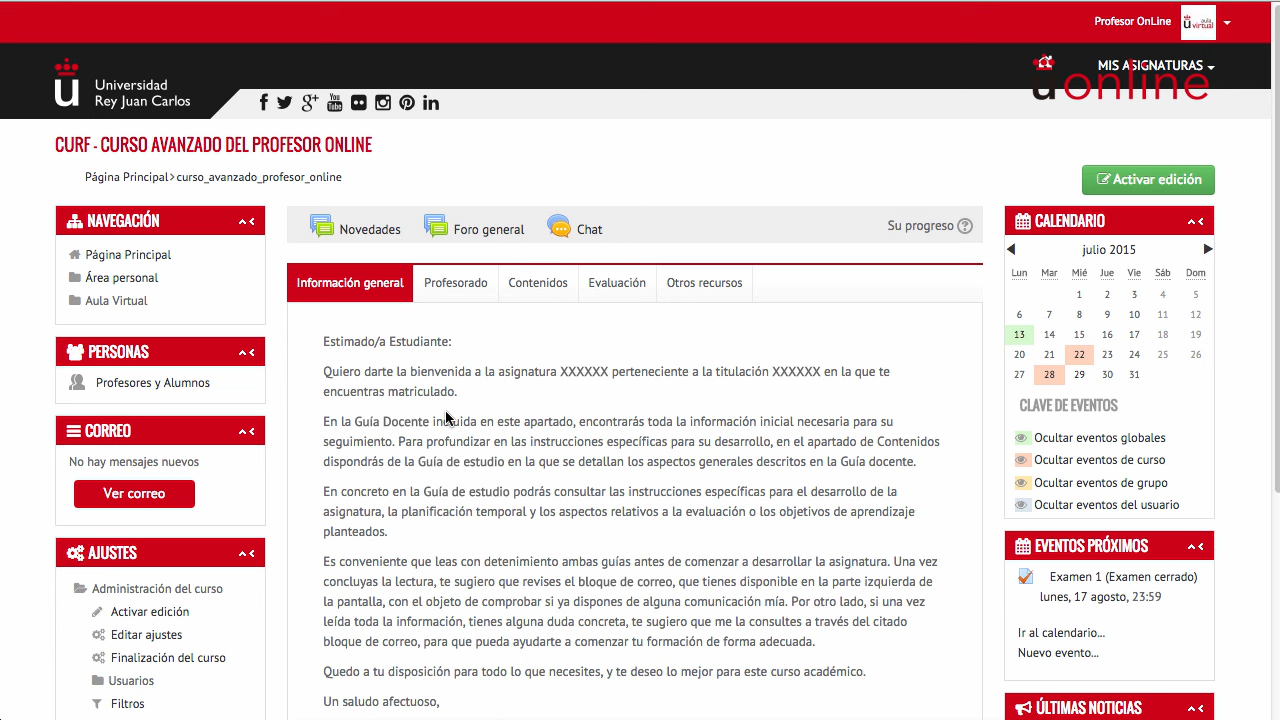 Profesor OnLine
aula virtual
MIS ASIGNATURAS
u online
Universidad
Rey Juan Carlos
You Tube
CURF - CURSO AVANZADO DEL PROFESOR ONLINE
Página Principal > curso_avanzado_profesor_online
Activar edición
NAVEGACIÓN
Página Principal
Área personal
Aula Virtual
PERSONAS
Profesores y Alumnos
CORREO
No hay mensajes nuevos
Ver correo
AJUSTES
Administración del curso
Activar edición
Editar ajustes
Finalización del curso
Usuarios
Filtros
Novedades Foro general Chat Su progreso
Información general Profesorado Contenidos Evaluación Otros recursos
Estimado/a Estudiante:
Quiero darte la bienvenida a la asignatura XXXXXX perteneciente a la titulación XXXXXX en la que te
encuentras matriculado.
En la Guía Docente incluida en este apartado, encontrarás toda la información inicial necesaria para su
seguimiento. Para profundizar en las instrucciones específicas para su desarrollo, en el apartado de Contenidos
dispondrás de la Guía de estudio en la que se detallan los aspectos generales descritos en la Guía docente.
En concreto en la Guía de estudio podrás consultar las instrucciones específicas para el desarrollo de la
asignatura, la planificación temporal y los aspectos relativos a la evaluación o los objetivos de aprendizaje
planteados.
Es conveniente que leas con detenimiento ambas guías antes de comenzar a desarrollar la asignatura. Una vez
concluyas la lectura, te sugiero que revises el bloque de correo, que tienes disponible en la parte izquierda de
la pantalla, con el objeto de comprobar si ya dispones de alguna comunicación mía. Por otro lado, si una vez
leída toda la información, tienes alguna duda concreta, te sugiero que me la consultes a través del citado
bloque de correo, para que pueda ayudarte a comenzar tu formación de forma adecuada.
Quedo a tu disposición para todo lo que necesites, y te deseo lo mejor para este curso académico.
Un saludo afectuoso,
CALENDARIO
julio 2015
Lun Mar Mié Jue Vie Sáb Dom
1 2 3 4 5
6 7 8 9 10 11 12
13 14 15 16 17 18 19
20 21 22 23 24 25 26
27 28 29 30 31
CLAVE DE EVENTOS
Ocultar eventos globales
Ocultar eventos de curso
Ocultar eventos de grupo
Ocultar eventos del usuario
EVENTOS PRÓXIMOS
Examen 1 (Examen cerrado)
lunes, 17 agosto, 23:59
Ir al calendario...
Nuevo evento...
ÚLTIMAS NOTICIAS